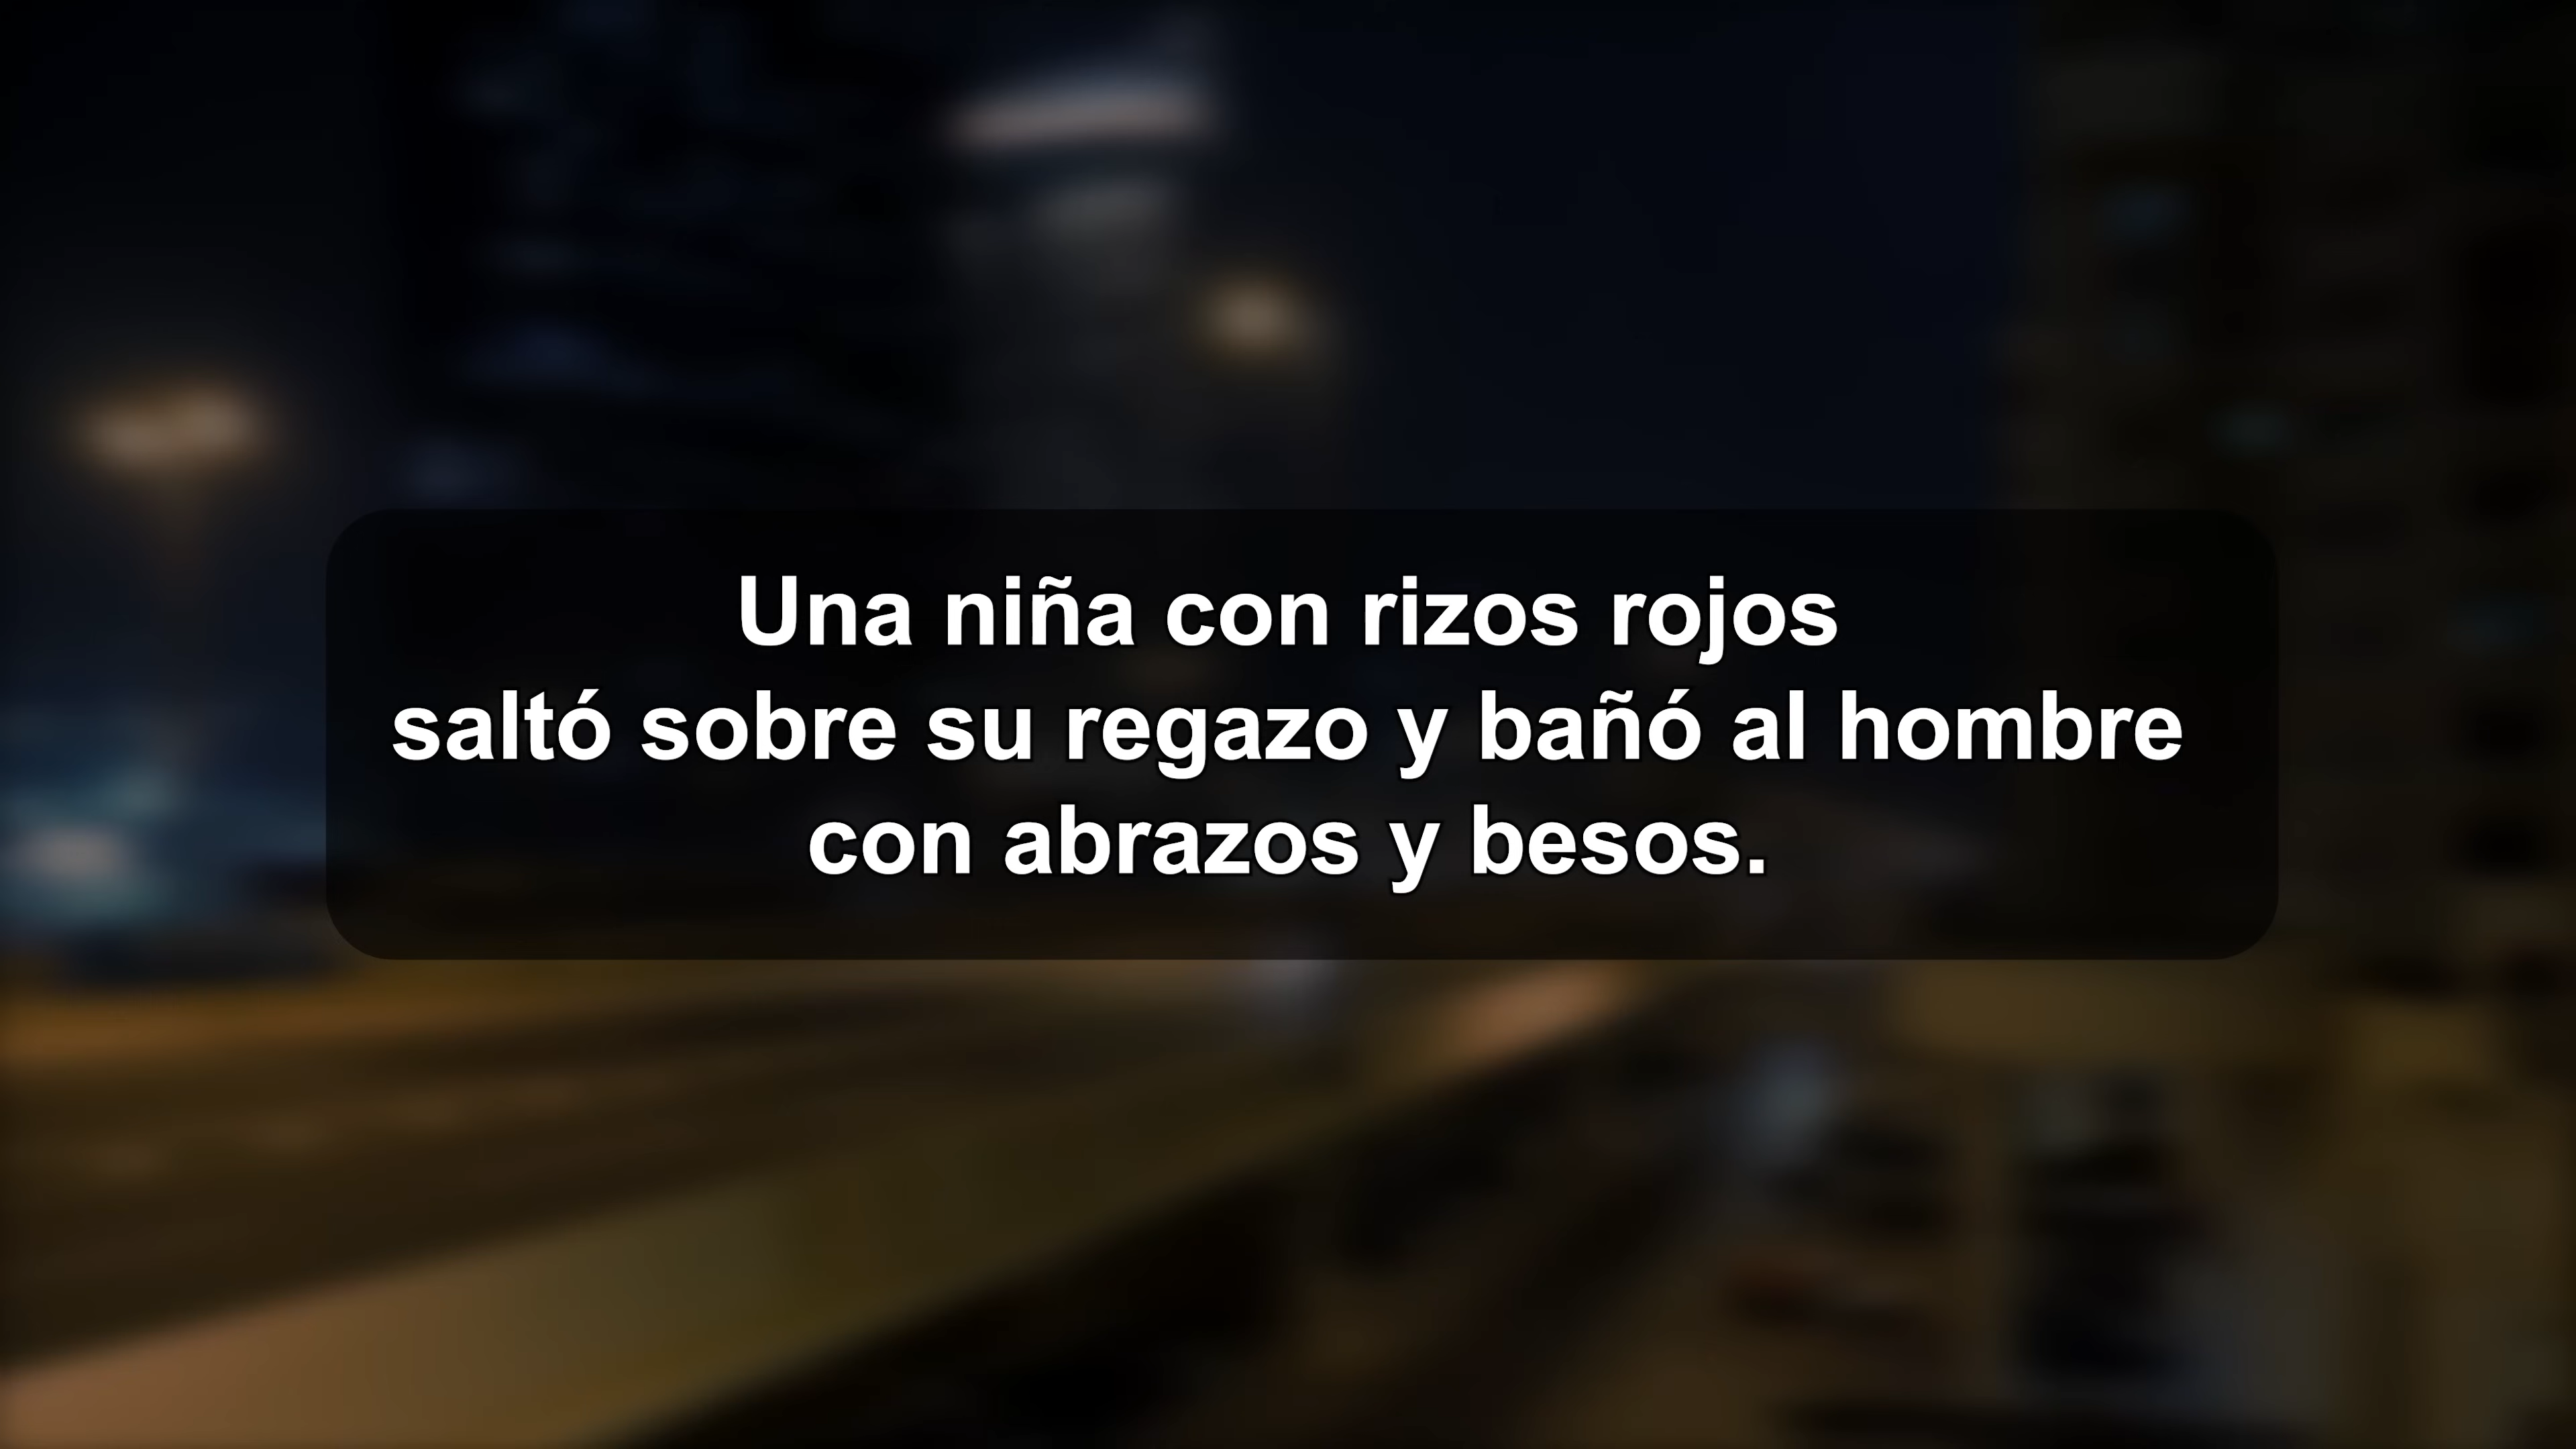 Una niña con rizos rojos
saltó sobre su regazo y bañó al hombre
con abrazos y besos.